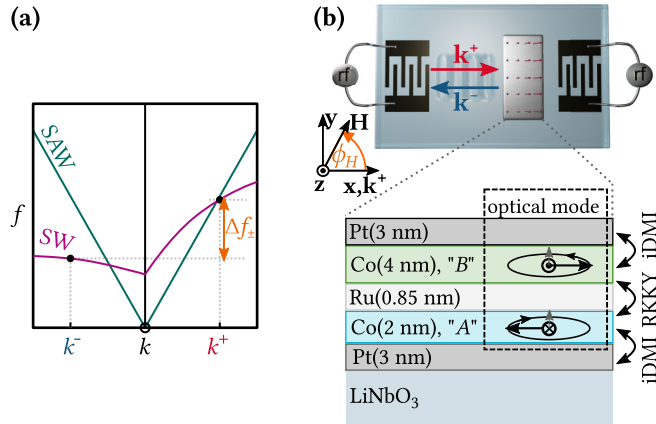 (a)
SAW
f
SW
Δf±
k⁻
k
k⁺
(b)
rf
k⁺
k⁻
rf
y
H
ϕH
z
x,k⁺
optical mode
Pt(3 nm)
Co(4 nm), "B"
Ru(0.85 nm)
Co(2 nm), "A"
Pt(3 nm)
LiNbO₃
iDMI
RKKY
iDMI